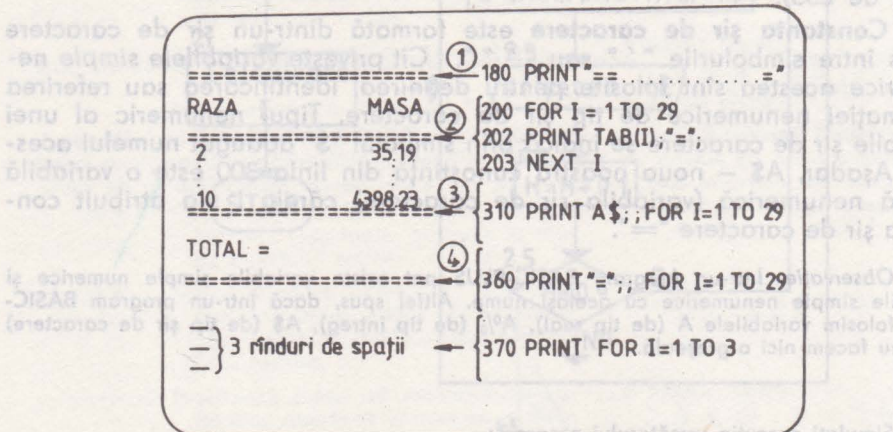 ①
============================= ← 180 PRINT"== .................. ="
RAZA MASA ② 200 FOR I = 1 TO 29
============================= ← 202 PRINT TAB(I),"=";
2 35,19 203 NEXT I
: :
10 4398.23 ③
============================= ← 310 PRINT A$;;FOR I=1 TO 29
TOTAL =
④
============================= ← 360 PRINT"=";; FOR I=1 TO 29
— } 3 rînduri de spații ← 370 PRINT FOR I=1 TO 3